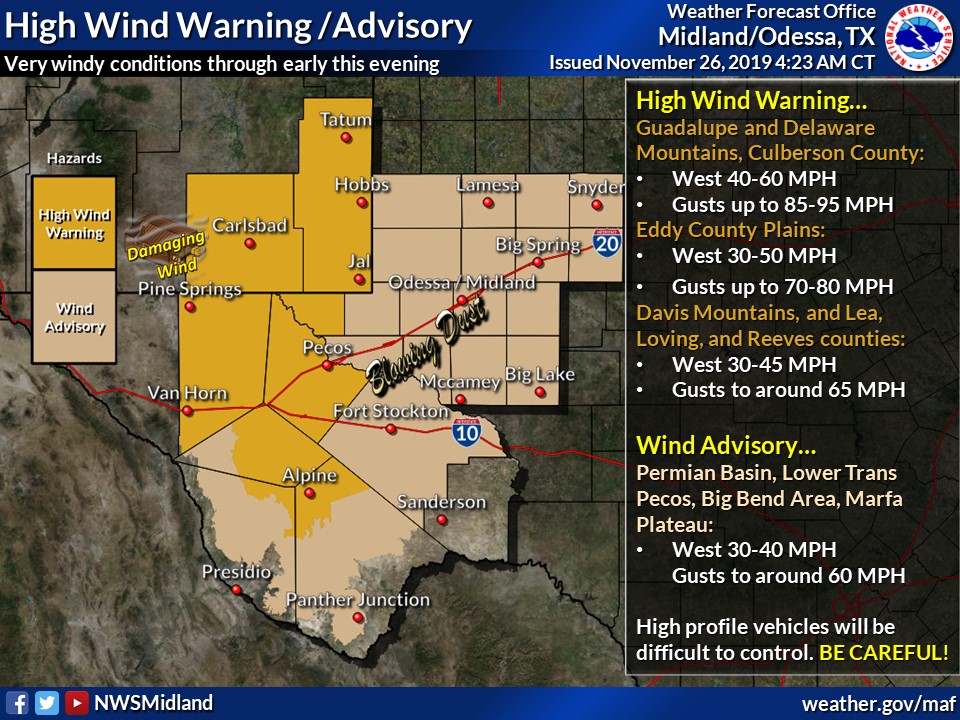 High Wind Warning /Advisory
Very windy conditions through early this evening
Weather Forecast Office
Midland/Odessa, TX
Issued November 26, 2019 4:23 AM CT
NATIONAL WEATHER SERVICE
Hazards
High Wind
Warning
Wind
Advisory
Damaging
Wind
Tatum
Hobbs
Lamesa
Snyder
Carlsbad
Big Spring
20
Jal
Odessa / Midland
Pine Springs
Blowing Dust
Pecos
Mccamey
Big Lake
Van Horn
Fort Stockton
10
Alpine
Sanderson
Presidio
Panther Junction
High Wind Warning...
Guadalupe and Delaware
Mountains, Culberson County:
• West 40-60 MPH
• Gusts up to 85-95 MPH
Eddy County Plains:
• West 30-50 MPH
• Gusts up to 70-80 MPH
Davis Mountains, and Lea,
Loving, and Reeves counties:
• West 30-45 MPH
• Gusts to around 65 MPH
Wind Advisory...
Permian Basin, Lower Trans
Pecos, Big Bend Area, Marfa
Plateau:
• West 30-40 MPH
Gusts to around 60 MPH
High profile vehicles will be
difficult to control. BE CAREFUL!
NWSMidland
weather.gov/maf